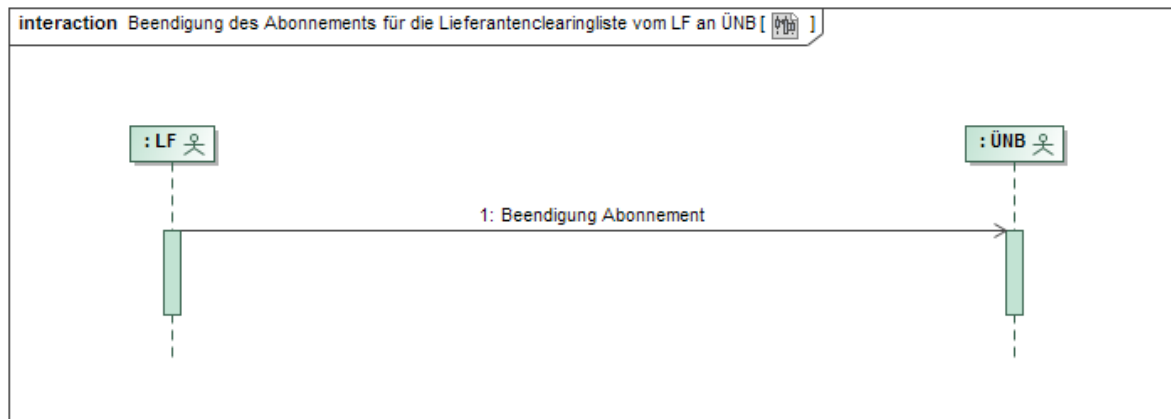 interaction Beendigung des Abonnements für die Lieferantenclearingliste vom LF an ÜNB [ ]
: LF
: ÜNB
1: Beendigung Abonnement